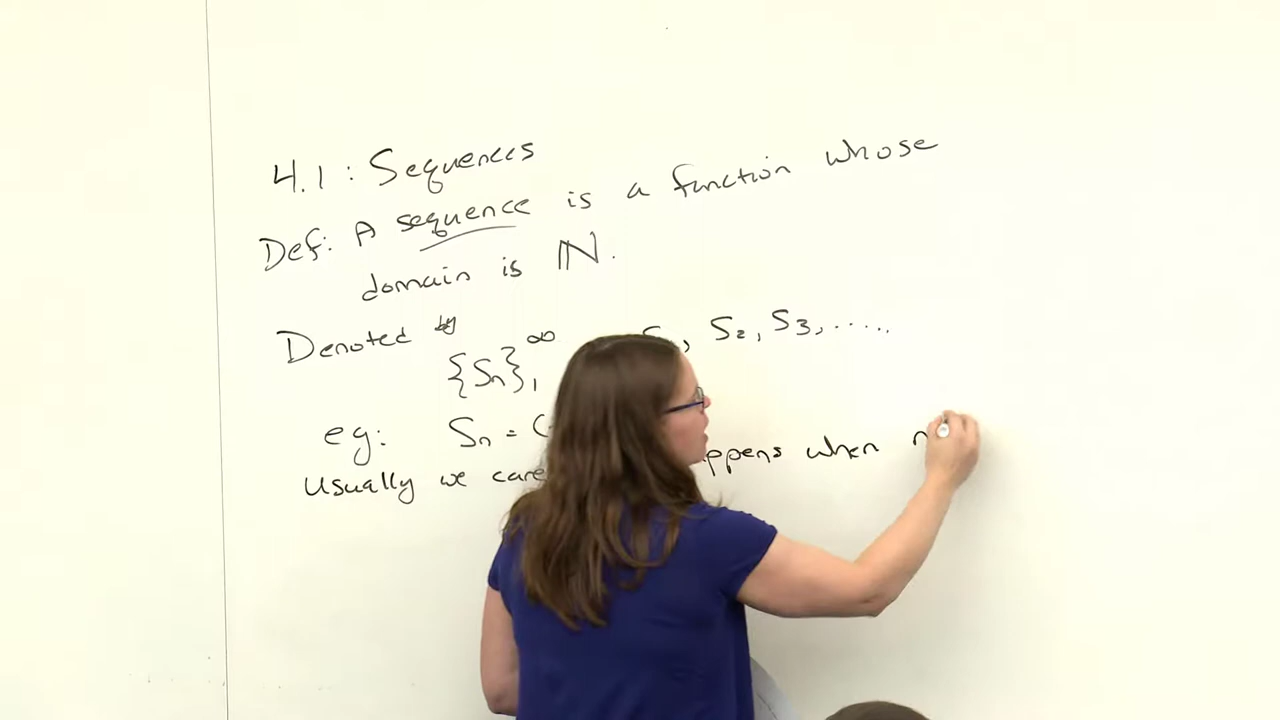 4.1: Sequences
Def: A sequence is a function whose
domain is ℕ.
Denoted by
{Sn}₁^∞ S₂, S₃, .....
eg: Sn = (
Usually we care ppens when n